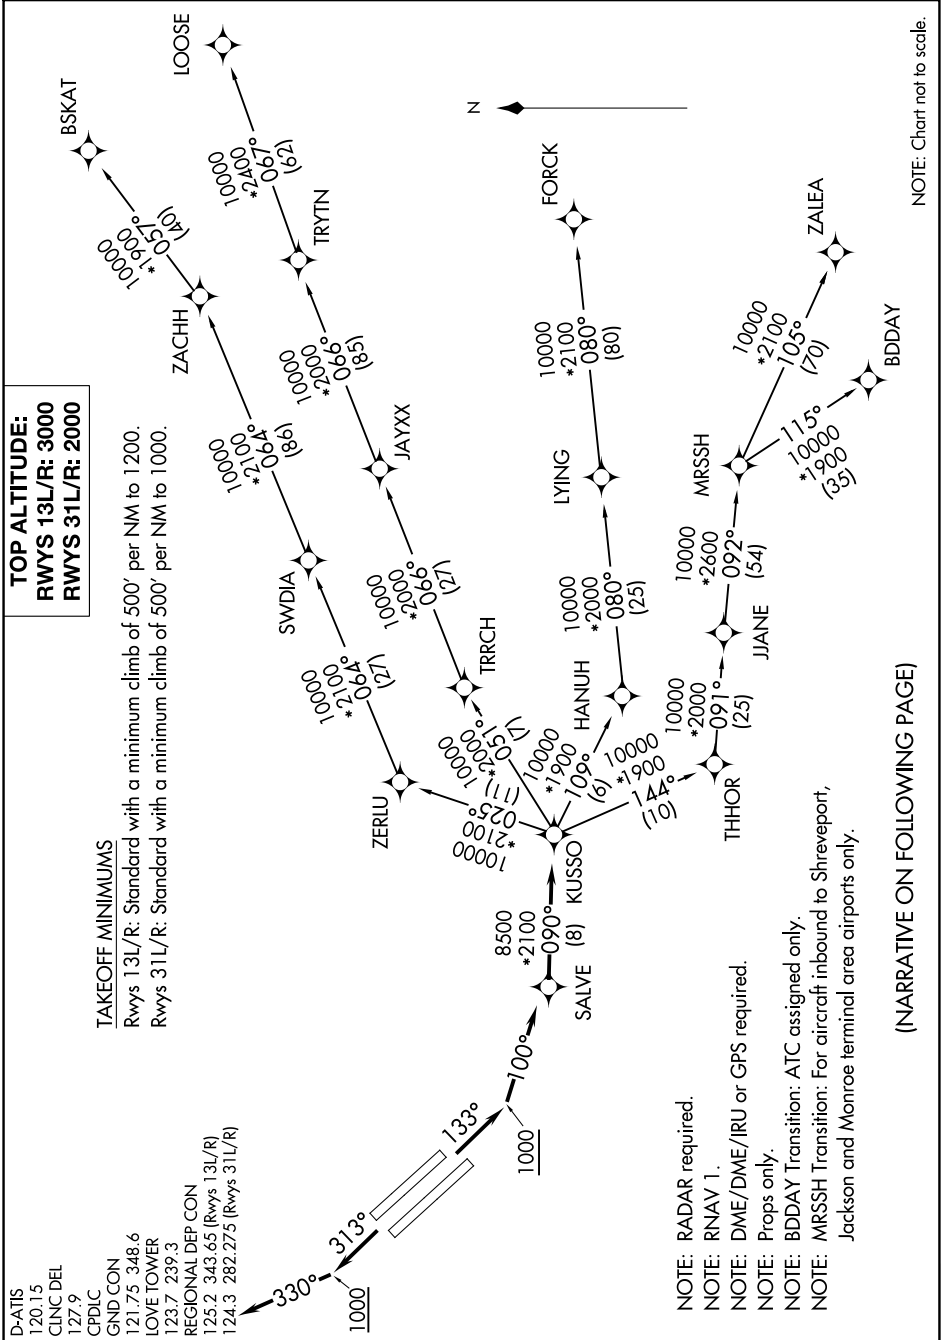 D-ATIS
120.15
CLNC DEL
127.9
CPDLC
GND CON
121.75 348.6
LOVE TOWER
123.7 239.3
REGIONAL DEP CON
125.2 343.65 (Rwys 13L/R)
124.3 282.275 (Rwys 31L/R)
TOP ALTITUDE:
RWYS 13L/R: 3000
RWYS 31L/R: 2000
TAKEOFF MINIMUMS
Rwys 13L/R: Standard with a minimum climb of 500' per NM to 1200.
Rwys 31L/R: Standard with a minimum climb of 500' per NM to 1000.
330°
1000
313°
133°
1000
100°
SALVE
8500
*2100
090°
(8)
KUSSO
10000
*2100
025°
(11)
ZERLU
10000
*2100
064°
(27)
SWDIA
10000
*2100
064°
(86)
ZACHH
10000
*1900
057°
(40)
BSKAT
10000
*2000
051°
(7)
TRRCH
10000
*2000
066°
(27)
JAYXX
10000
*2000
066°
(85)
TRYTN
10000
*2400
067°
(62)
LOOSE
N
10000
*1900
109°
(6)
HANUH
10000
*2000
080°
(25)
LYING
10000
*2100
080°
(80)
FORCK
10000
*1900
144°
(10)
THHOR
10000
*2000
091°
(25)
JJANE
10000
*2600
092°
(54)
MRSSH
10000
*2100
105°
(70)
ZALEA
115°
10000
*1900
(35)
BDDAY
NOTE: RADAR required.
NOTE: RNAV 1.
NOTE: DME/DME/IRU or GPS required.
NOTE: Props only.
NOTE: BDDAY Transition: ATC assigned only.
NOTE: MRSSH Transition: For aircraft inbound to Shreveport,
Jackson and Monroe terminal area airports only.
(NARRATIVE ON FOLLOWING PAGE)
NOTE: Chart not to scale.